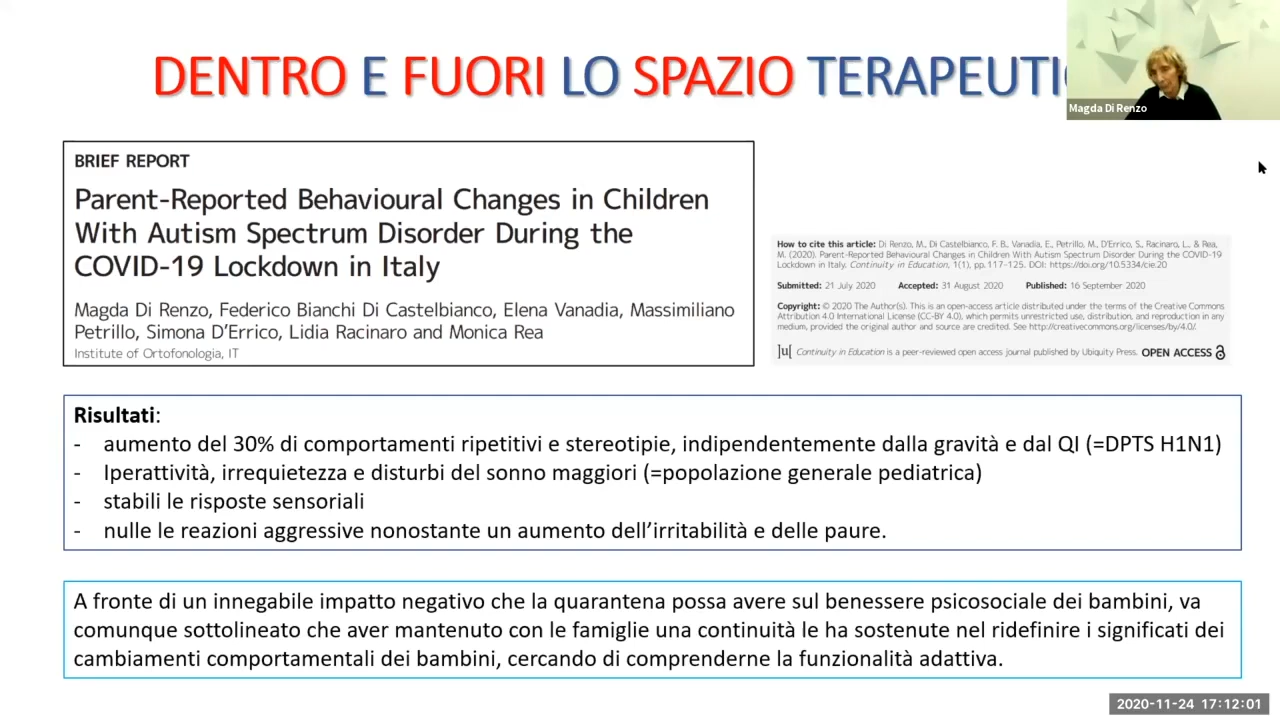 DENTRO E FUORI LO SPAZIO TERAPEUTI
Magda Di Renzo
BRIEF REPORT
Parent-Reported Behavioural Changes in Children
With Autism Spectrum Disorder During the
COVID-19 Lockdown in Italy
Magda Di Renzo, Federico Bianchi Di Castelbianco, Elena Vanadia, Massimiliano
Petrillo, Simona D'Errico, Lidia Racinaro and Monica Rea
Institute of Ortofonologia, IT
How to cite this article: Di Renzo, M., Di Castelbianco, F. B., Vanadia, E., Petrillo, M., D'Errico, S., Racinaro, L., & Rea,
M. (2020). Parent-Reported Behavioural Changes in Children With Autism Spectrum Disorder During the COVID-19
Lockdown in Italy. Continuity in Education, 1(1), pp. 117–125. DOI: https://doi.org/10.5334/cie.20
Submitted: 21 July 2020 Accepted: 31 August 2020 Published: 16 September 2020
Copyright: © 2020 The Author(s). This is an open-access article distributed under the terms of the Creative Commons
Attribution 4.0 International License (CC-BY 4.0), which permits unrestricted use, distribution, and reproduction in any
medium, provided the original author and source are credited. See http://creativecommons.org/licenses/by/4.0/.
]u[ Continuity in Education is a peer-reviewed open access journal published by Ubiquity Press. OPEN ACCESS
Risultati:
- aumento del 30% di comportamenti ripetitivi e stereotipie, indipendentemente dalla gravità e dal QI (=DPTS H1N1)
- Iperattività, irrequietezza e disturbi del sonno maggiori (=popolazione generale pediatrica)
- stabili le risposte sensoriali
- nulle le reazioni aggressive nonostante un aumento dell'irritabilità e delle paure.
A fronte di un innegabile impatto negativo che la quarantena possa avere sul benessere psicosociale dei bambini, va
comunque sottolineato che aver mantenuto con le famiglie una continuità le ha sostenute nel ridefinire i significati dei
cambiamenti comportamentali dei bambini, cercando di comprenderne la funzionalità adattiva.
2020-11-24 17:12:01